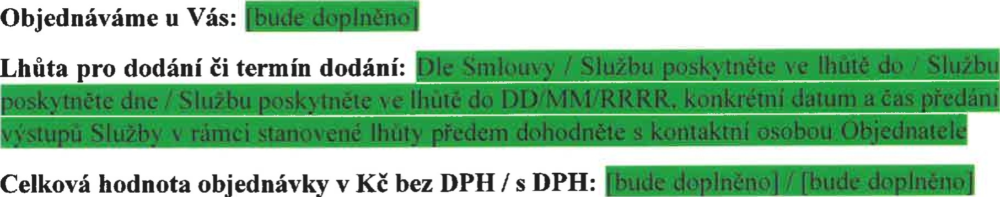 Objednáváme u Vás: [bude doplněno]
Lhůta pro dodání či termín dodání: Dle Smlouvy / Službu poskytněte ve lhůtě do / Službu
poskytněte dne / Službu poskytněte ve lhůtě do DD/MM/RRRR, konkrétní datum a čas předání
výstupů Služby v rámci stanovené lhůty předem dohodněte s kontaktní osobou Objednatele
Celková hodnota objednávky v Kč bez DPH / s DPH: [bude doplněno] / [bude doplněno]